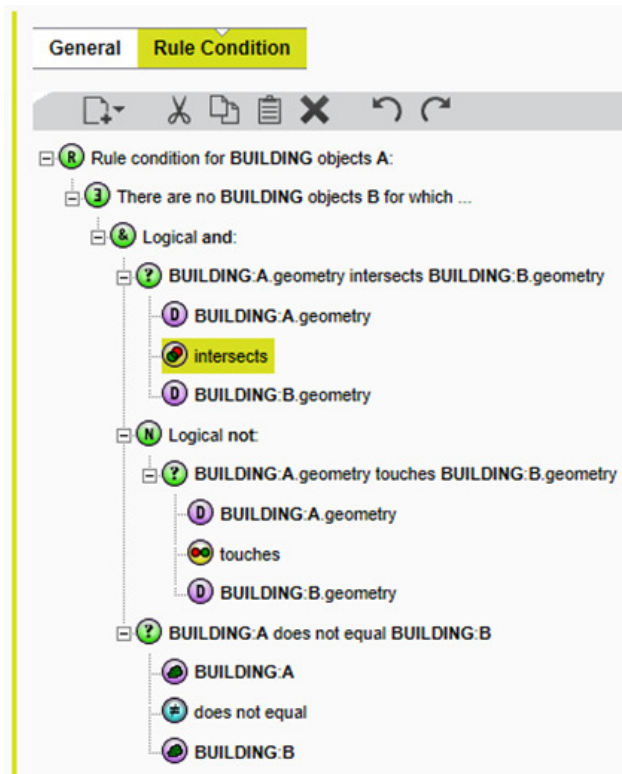 General Rule Condition
R Rule condition for BUILDING objects A:
Ǝ There are no BUILDING objects B for which ...
& Logical and:
? BUILDING:A.geometry intersects BUILDING:B.geometry
D BUILDING:A.geometry
intersects
D BUILDING:B.geometry
N Logical not:
? BUILDING:A.geometry touches BUILDING:B.geometry
D BUILDING:A.geometry
touches
D BUILDING:B.geometry
? BUILDING:A does not equal BUILDING:B
BUILDING:A
≠ does not equal
BUILDING:B